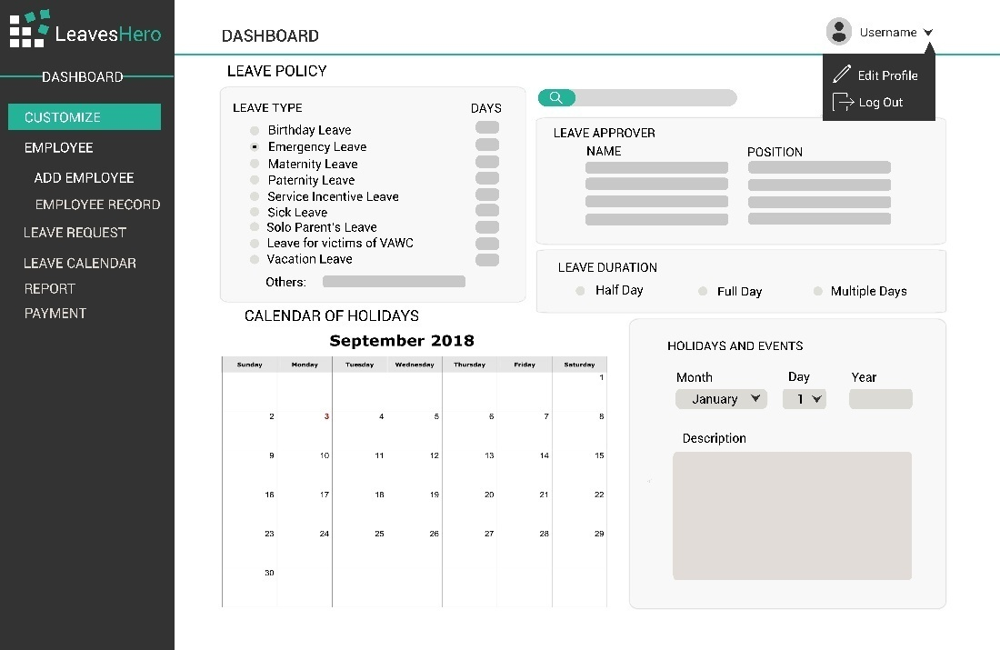 LeavesHero
DASHBOARD
CUSTOMIZE
EMPLOYEE
ADD EMPLOYEE
EMPLOYEE RECORD
LEAVE REQUEST
LEAVE CALENDAR
REPORT
PAYMENT
DASHBOARD
Username
Edit Profile
Log Out
LEAVE POLICY
LEAVE TYPE DAYS
Birthday Leave
Emergency Leave
Maternity Leave
Paternity Leave
Service Incentive Leave
Sick Leave
Solo Parent's Leave
Leave for victims of VAWC
Vacation Leave
Others:
LEAVE APPROVER
NAME POSITION
LEAVE DURATION
Half Day Full Day Multiple Days
CALENDAR OF HOLIDAYS
September 2018
Sunday Monday Tuesday Wednesday Thursday Friday Saturday
1
2 3 4 5 6 7 8
9 10 11 12 13 14 15
16 17 18 19 20 21 22
23 24 25 26 27 28 29
30
HOLIDAYS AND EVENTS
Month Day Year
January 1
Description